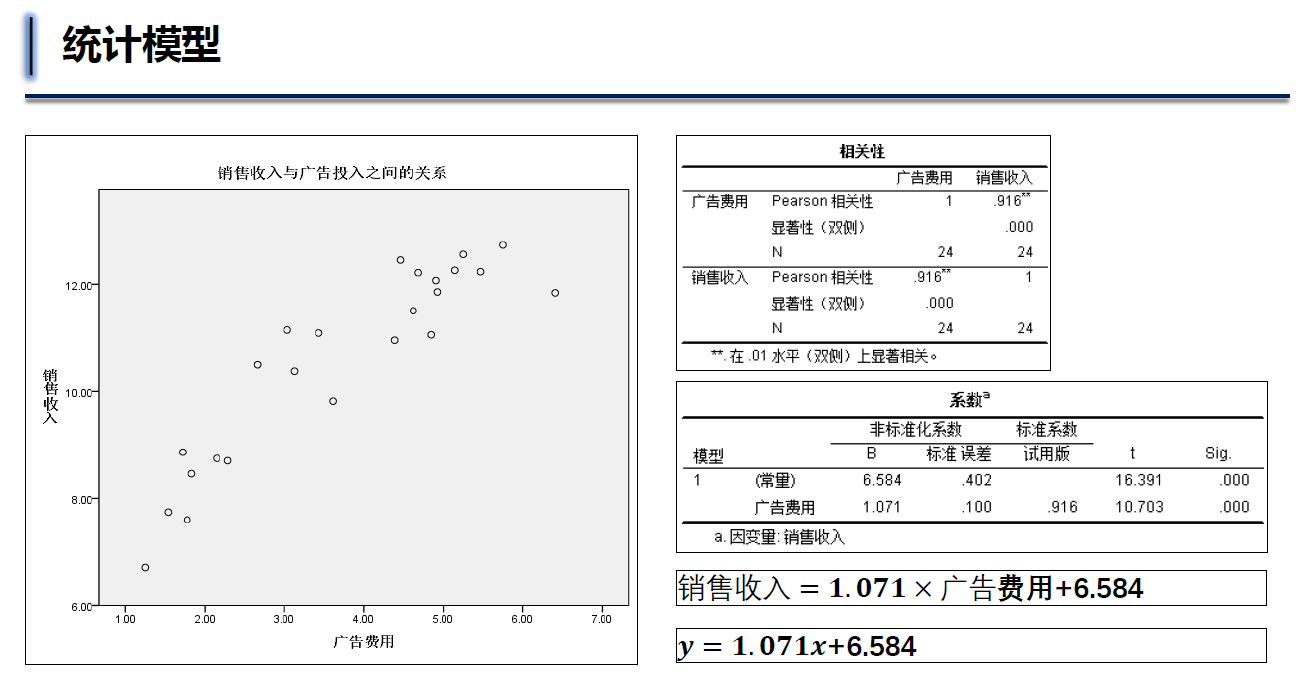 统计模型
销售收入与广告投入之间的关系
销售收入
12.00
10.00
8.00
6.00
1.00 2.00 3.00 4.00 5.00 6.00 7.00
广告费用
相关性
广告费用 销售收入
广告费用 Pearson 相关性 1 .916**
显著性（双侧） .000
N 24 24
销售收入 Pearson 相关性 .916** 1
显著性（双侧） .000
N 24 24
**. 在 .01 水平（双侧）上显著相关。
系数a
非标准化系数 标准系数
模型 B 标准 误差 试用版 t Sig.
1 (常量) 6.584 .402 16.391 .000
广告费用 1.071 .100 .916 10.703 .000
a. 因变量: 销售收入
销售收入 = 1.071 × 广告费用+6.584
y = 1.071x+6.584